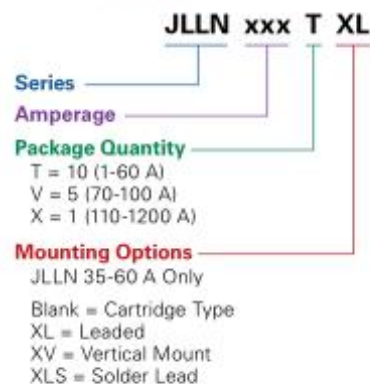 JLLN xxx T XL
Series
Amperage
Package Quantity
T = 10 (1-60 A)
V = 5 (70-100 A)
X = 1 (110-1200 A)
Mounting Options
JLLN 35-60 A Only
Blank = Cartridge Type
XL = Leaded
XV = Vertical Mount
XLS = Solder Lead